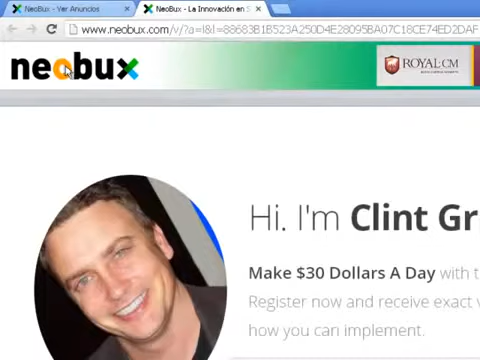 NeoBux - Ver Anuncios
NeoBux - La Innovación en S
www.neobux.com/v/?a=l&l=88683B1B523A250D4E28095BA07C18CE74ED2DAF
neobux
ROYAL:CM
Hi. I'm Clint Gr
Make $30 Dollars A Day with t
Register now and receive exact v
how you can implement.